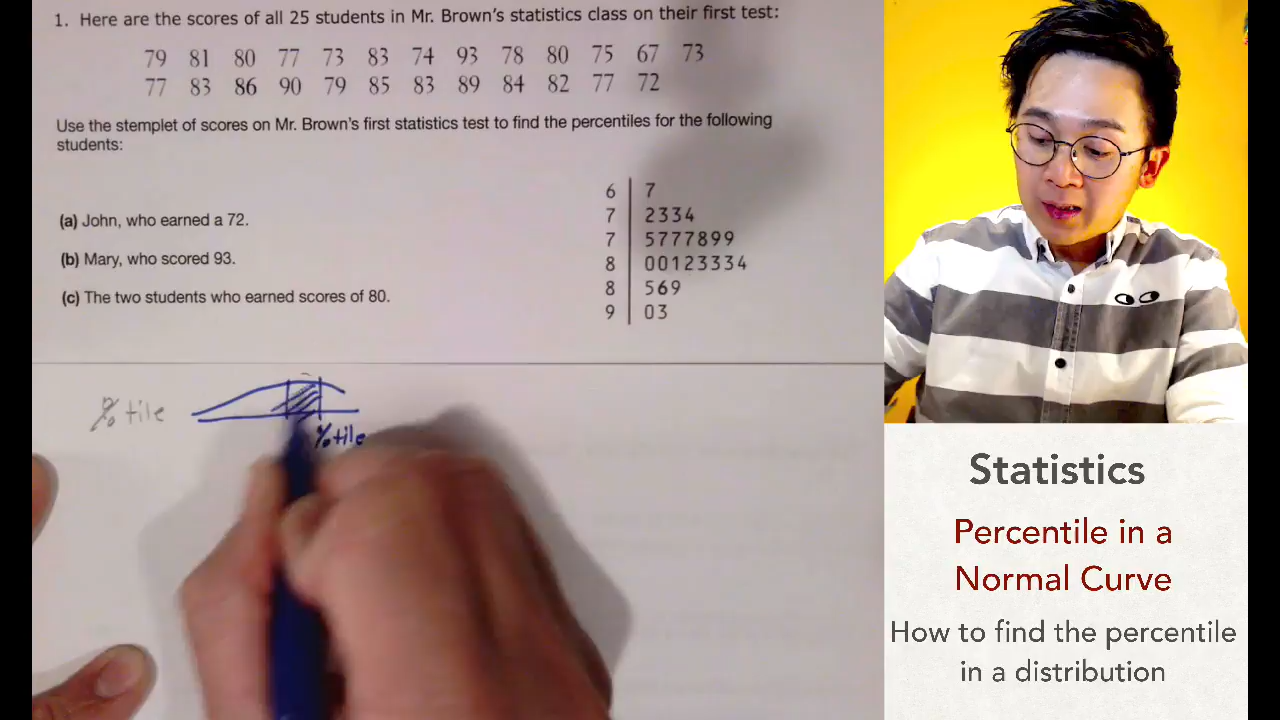 1. Here are the scores of all 25 students in Mr. Brown's statistics class on their first test:
79 81 80 77 73 83 74 93 78 80 75 67 73
77 83 86 90 79 85 83 89 84 82 77 72
Use the stemplet of scores on Mr. Brown's first statistics test to find the percentiles for the following
students:
(a) John, who earned a 72.
(b) Mary, who scored 93.
(c) The two students who earned scores of 80.
6 | 7
7 | 2334
7 | 5777899
8 | 00123334
8 | 569
9 | 03
% tile
%tile
Statistics
Percentile in a
Normal Curve
How to find the percentile
in a distribution